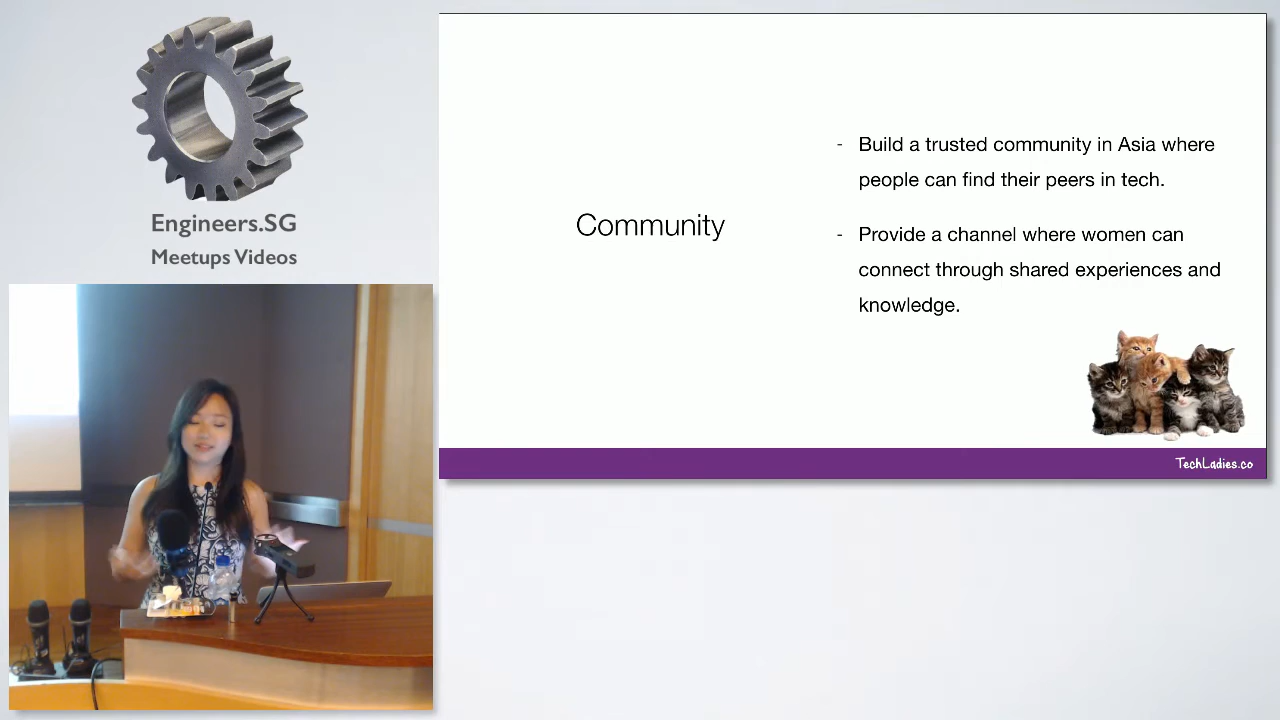 Engineers.SG
Meetups Videos
Community
- Build a trusted community in Asia where
people can find their peers in tech.
- Provide a channel where women can
connect through shared experiences and
knowledge.
TechLadies.co